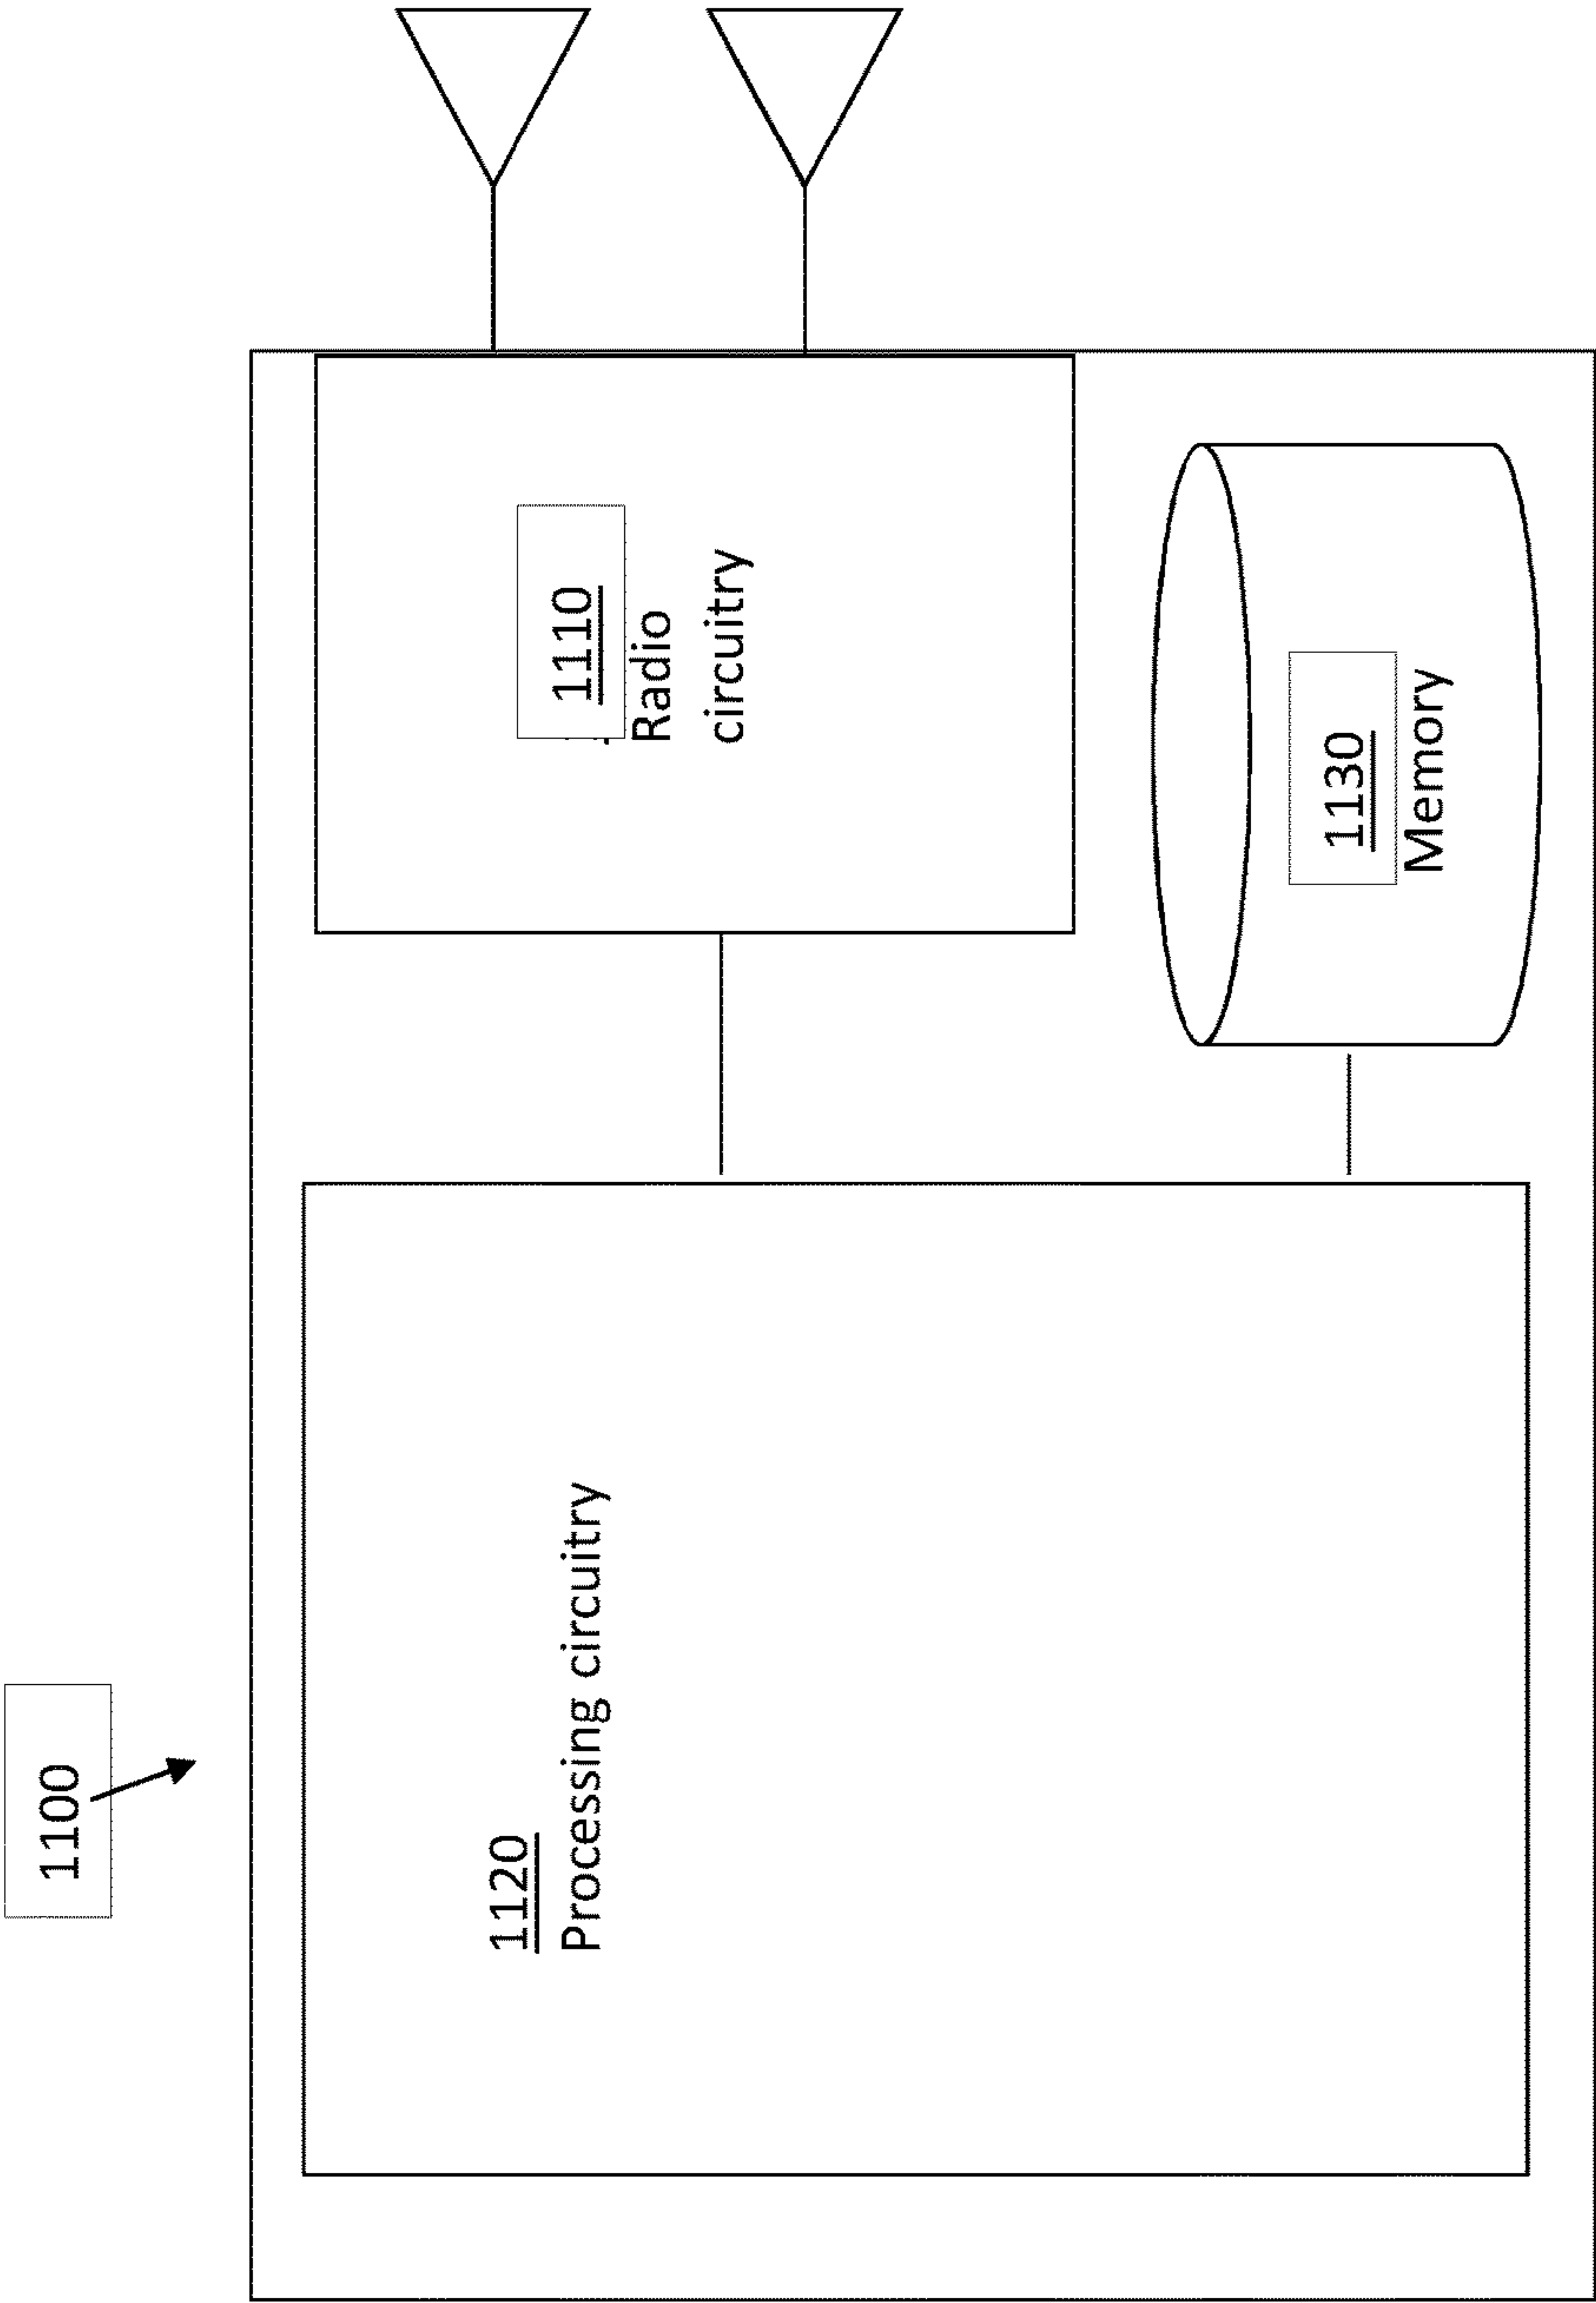 1100
1120
Processing circuitry
1110
Radio
circuitry
1130
Memory